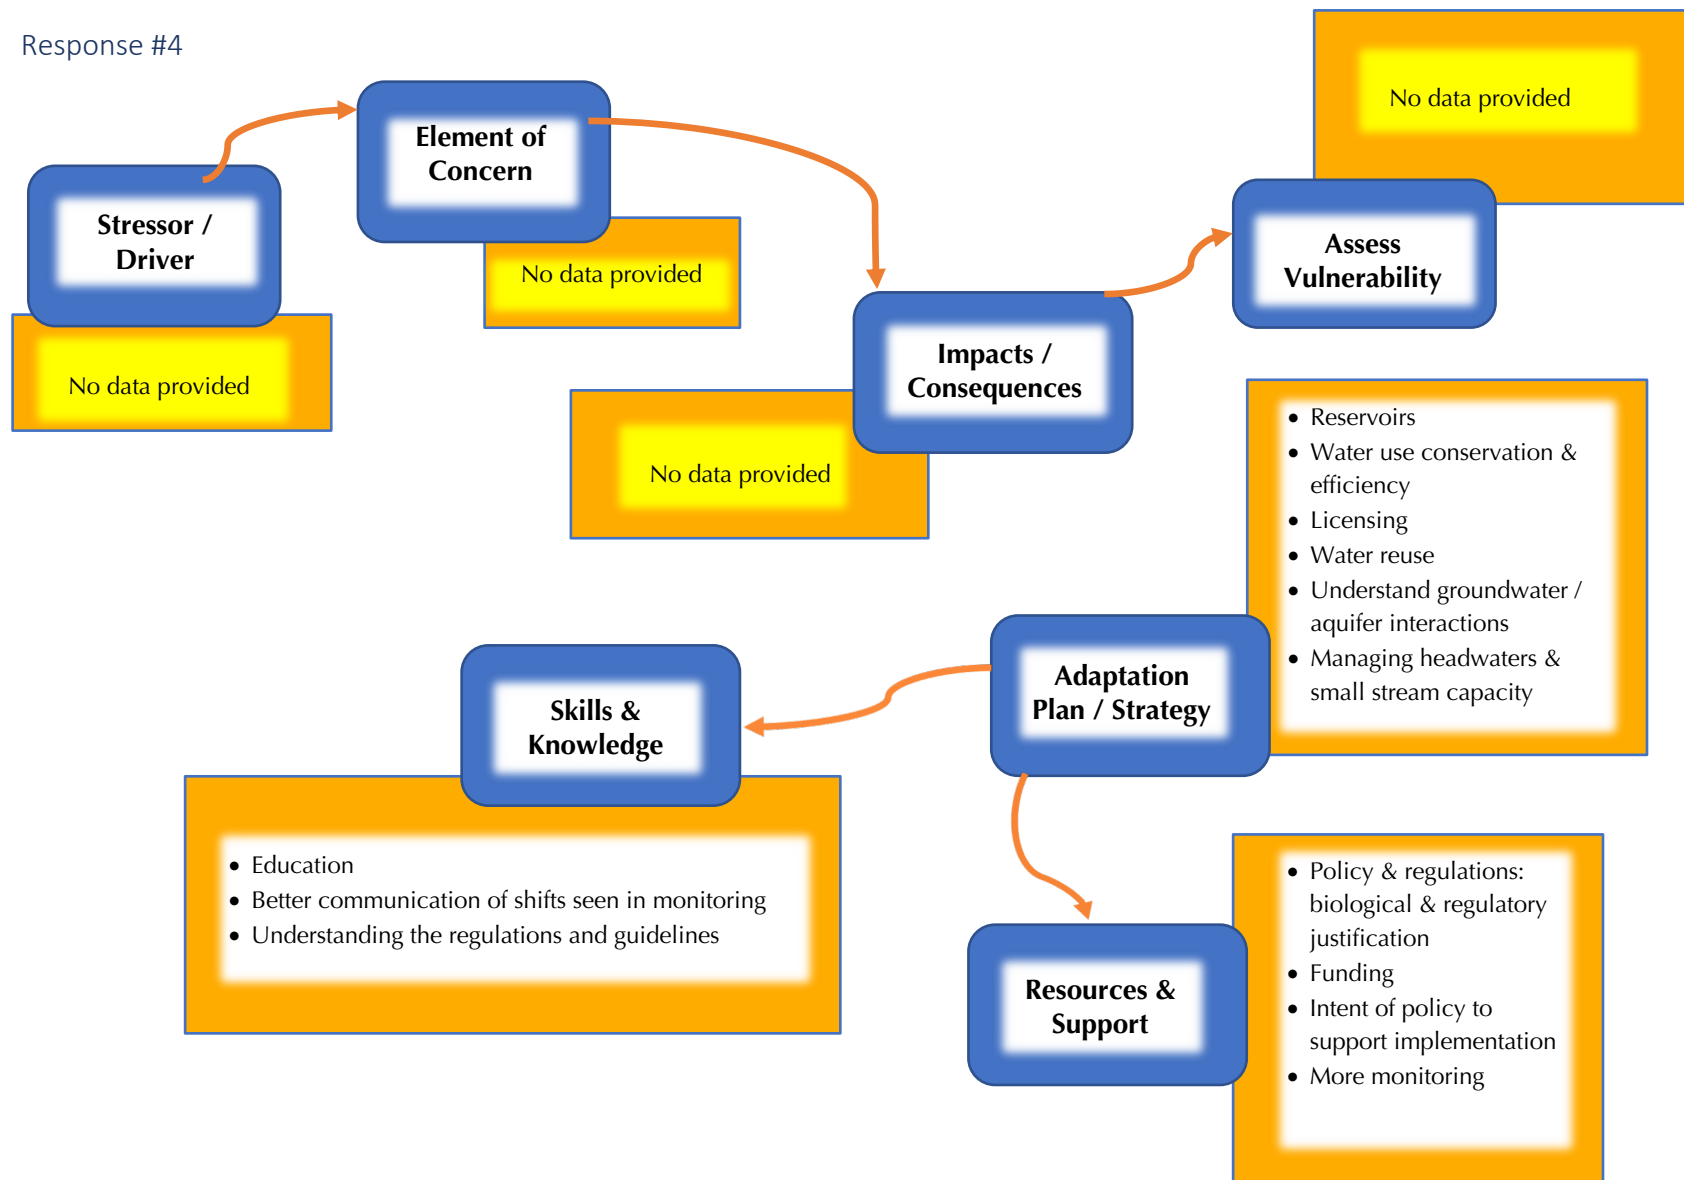 Response #4
Stressor /
Driver
No data provided
Element of
Concern
No data provided
Impacts /
Consequences
No data provided
Assess
Vulnerability
No data provided
Adaptation
Plan / Strategy
• Reservoirs
• Water use conservation &
efficiency
• Licensing
• Water reuse
• Understand groundwater /
aquifer interactions
• Managing headwaters &
small stream capacity
Skills &
Knowledge
• Education
• Better communication of shifts seen in monitoring
• Understanding the regulations and guidelines
Resources &
Support
• Policy & regulations:
biological & regulatory
justification
• Funding
• Intent of policy to
support implementation
• More monitoring